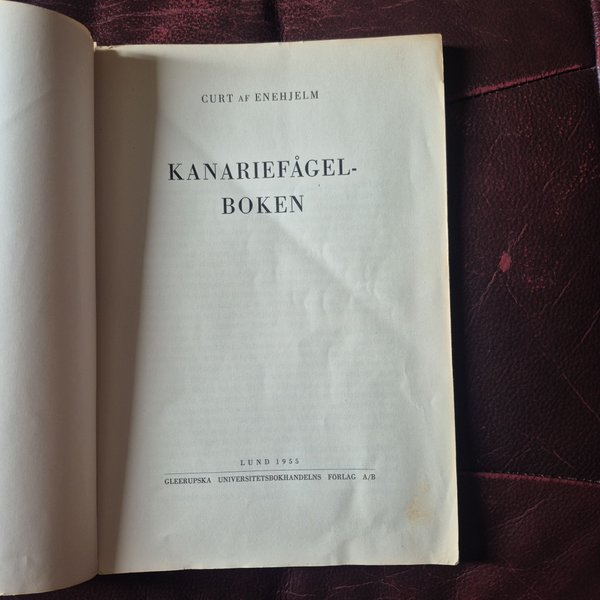 CURT AF ENEHJELM
KANARIEFÅGEL-
BOKEN
LUND 1955
GLEERUPSKA UNIVERSITETSBOKHANDELNS FÖRLAG A/B